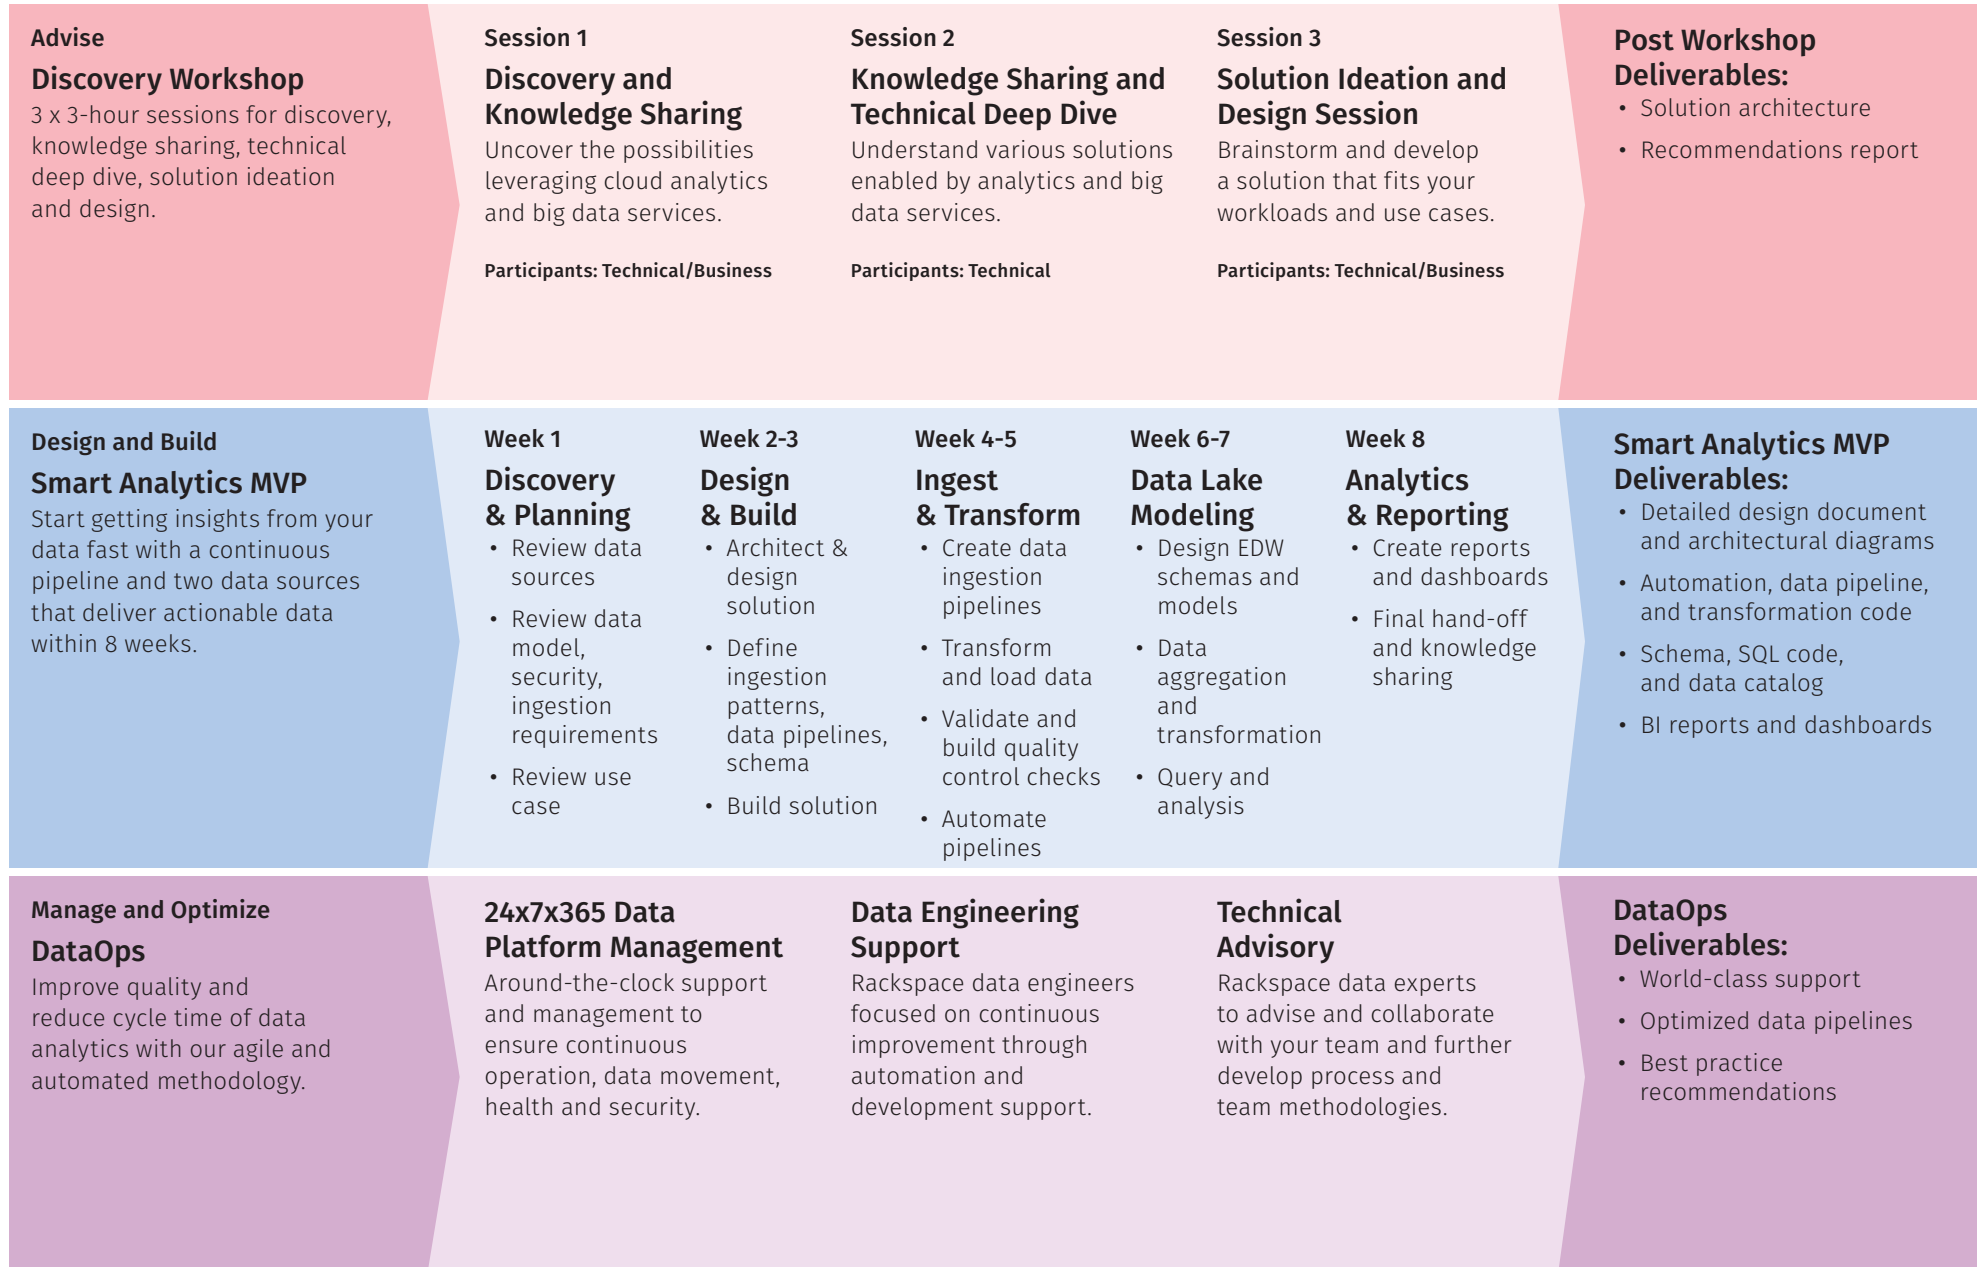 Advise
Discovery Workshop
3 x 3-hour sessions for discovery,
knowledge sharing, technical
deep dive, solution ideation
and design.
Session 1
Discovery and
Knowledge Sharing
Uncover the possibilities
leveraging cloud analytics
and big data services.
Participants: Technical/Business
Session 2
Knowledge Sharing and
Technical Deep Dive
Understand various solutions
enabled by analytics and big
data services.
Participants: Technical
Session 3
Solution Ideation and
Design Session
Brainstorm and develop
a solution that fits your
workloads and use cases.
Participants: Technical/Business
Post Workshop
Deliverables:
• Solution architecture
• Recommendations report
Design and Build
Smart Analytics MVP
Start getting insights from your
data fast with a continuous
pipeline and two data sources
that deliver actionable data
within 8 weeks.
Week 1
Discovery
& Planning
• Review data
sources
• Review data
model,
security,
ingestion
requirements
• Review use
case
Week 2-3
Design
& Build
• Architect &
design
solution
• Define
ingestion
patterns,
data pipelines,
schema
• Build solution
Week 4-5
Ingest
& Transform
• Create data
ingestion
pipelines
• Transform
and load data
• Validate and
build quality
control checks
• Automate
pipelines
Week 6-7
Data Lake
Modeling
• Design EDW
schemas and
models
• Data
aggregation
and
transformation
• Query and
analysis
Week 8
Analytics
& Reporting
• Create reports
and dashboards
• Final hand-off
and knowledge
sharing
Smart Analytics MVP
Deliverables:
• Detailed design document
and architectural diagrams
• Automation, data pipeline,
and transformation code
• Schema, SQL code,
and data catalog
• BI reports and dashboards
Manage and Optimize
DataOps
Improve quality and
reduce cycle time of data
analytics with our agile and
automated methodology.
24x7x365 Data
Platform Management
Around-the-clock support
and management to
ensure continuous
operation, data movement,
health and security.
Data Engineering
Support
Rackspace data engineers
focused on continuous
improvement through
automation and
development support.
Technical
Advisory
Rackspace data experts
to advise and collaborate
with your team and further
develop process and
team methodologies.
DataOps
Deliverables:
• World-class support
• Optimized data pipelines
• Best practice
recommendations